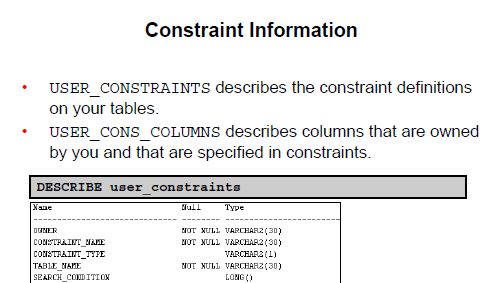 Constraint Information
• USER_CONSTRAINTS describes the constraint definitions
on your tables.
• USER_CONS_COLUMNS describes columns that are owned
by you and that are specified in constraints.
DESCRIBE user_constraints
Name Null Type
------------------------------ -------- --------------------
OWNER NOT NULL VARCHAR2(30)
CONSTRAINT_NAME NOT NULL VARCHAR2(30)
CONSTRAINT_TYPE VARCHAR2(1)
TABLE_NAME NOT NULL VARCHAR2(30)
SEARCH_CONDITION LONG()